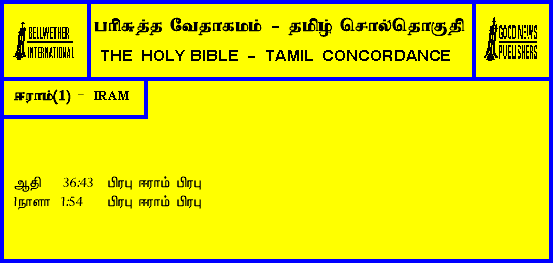 BELLWETHER
INTERNATIONAL
பரிசுத்த வேதாகமம் - தமிழ் சொல்தொகுதி
THE HOLY BIBLE - TAMIL CONCORDANCE
GOOD NEWS
PUBLISHERS
ஈராம்(1) - IRAM
ஆதி 36:43 பிரபு ஈராம் பிரபு
1நாளா 1:54 பிரபு ஈராம் பிரபு